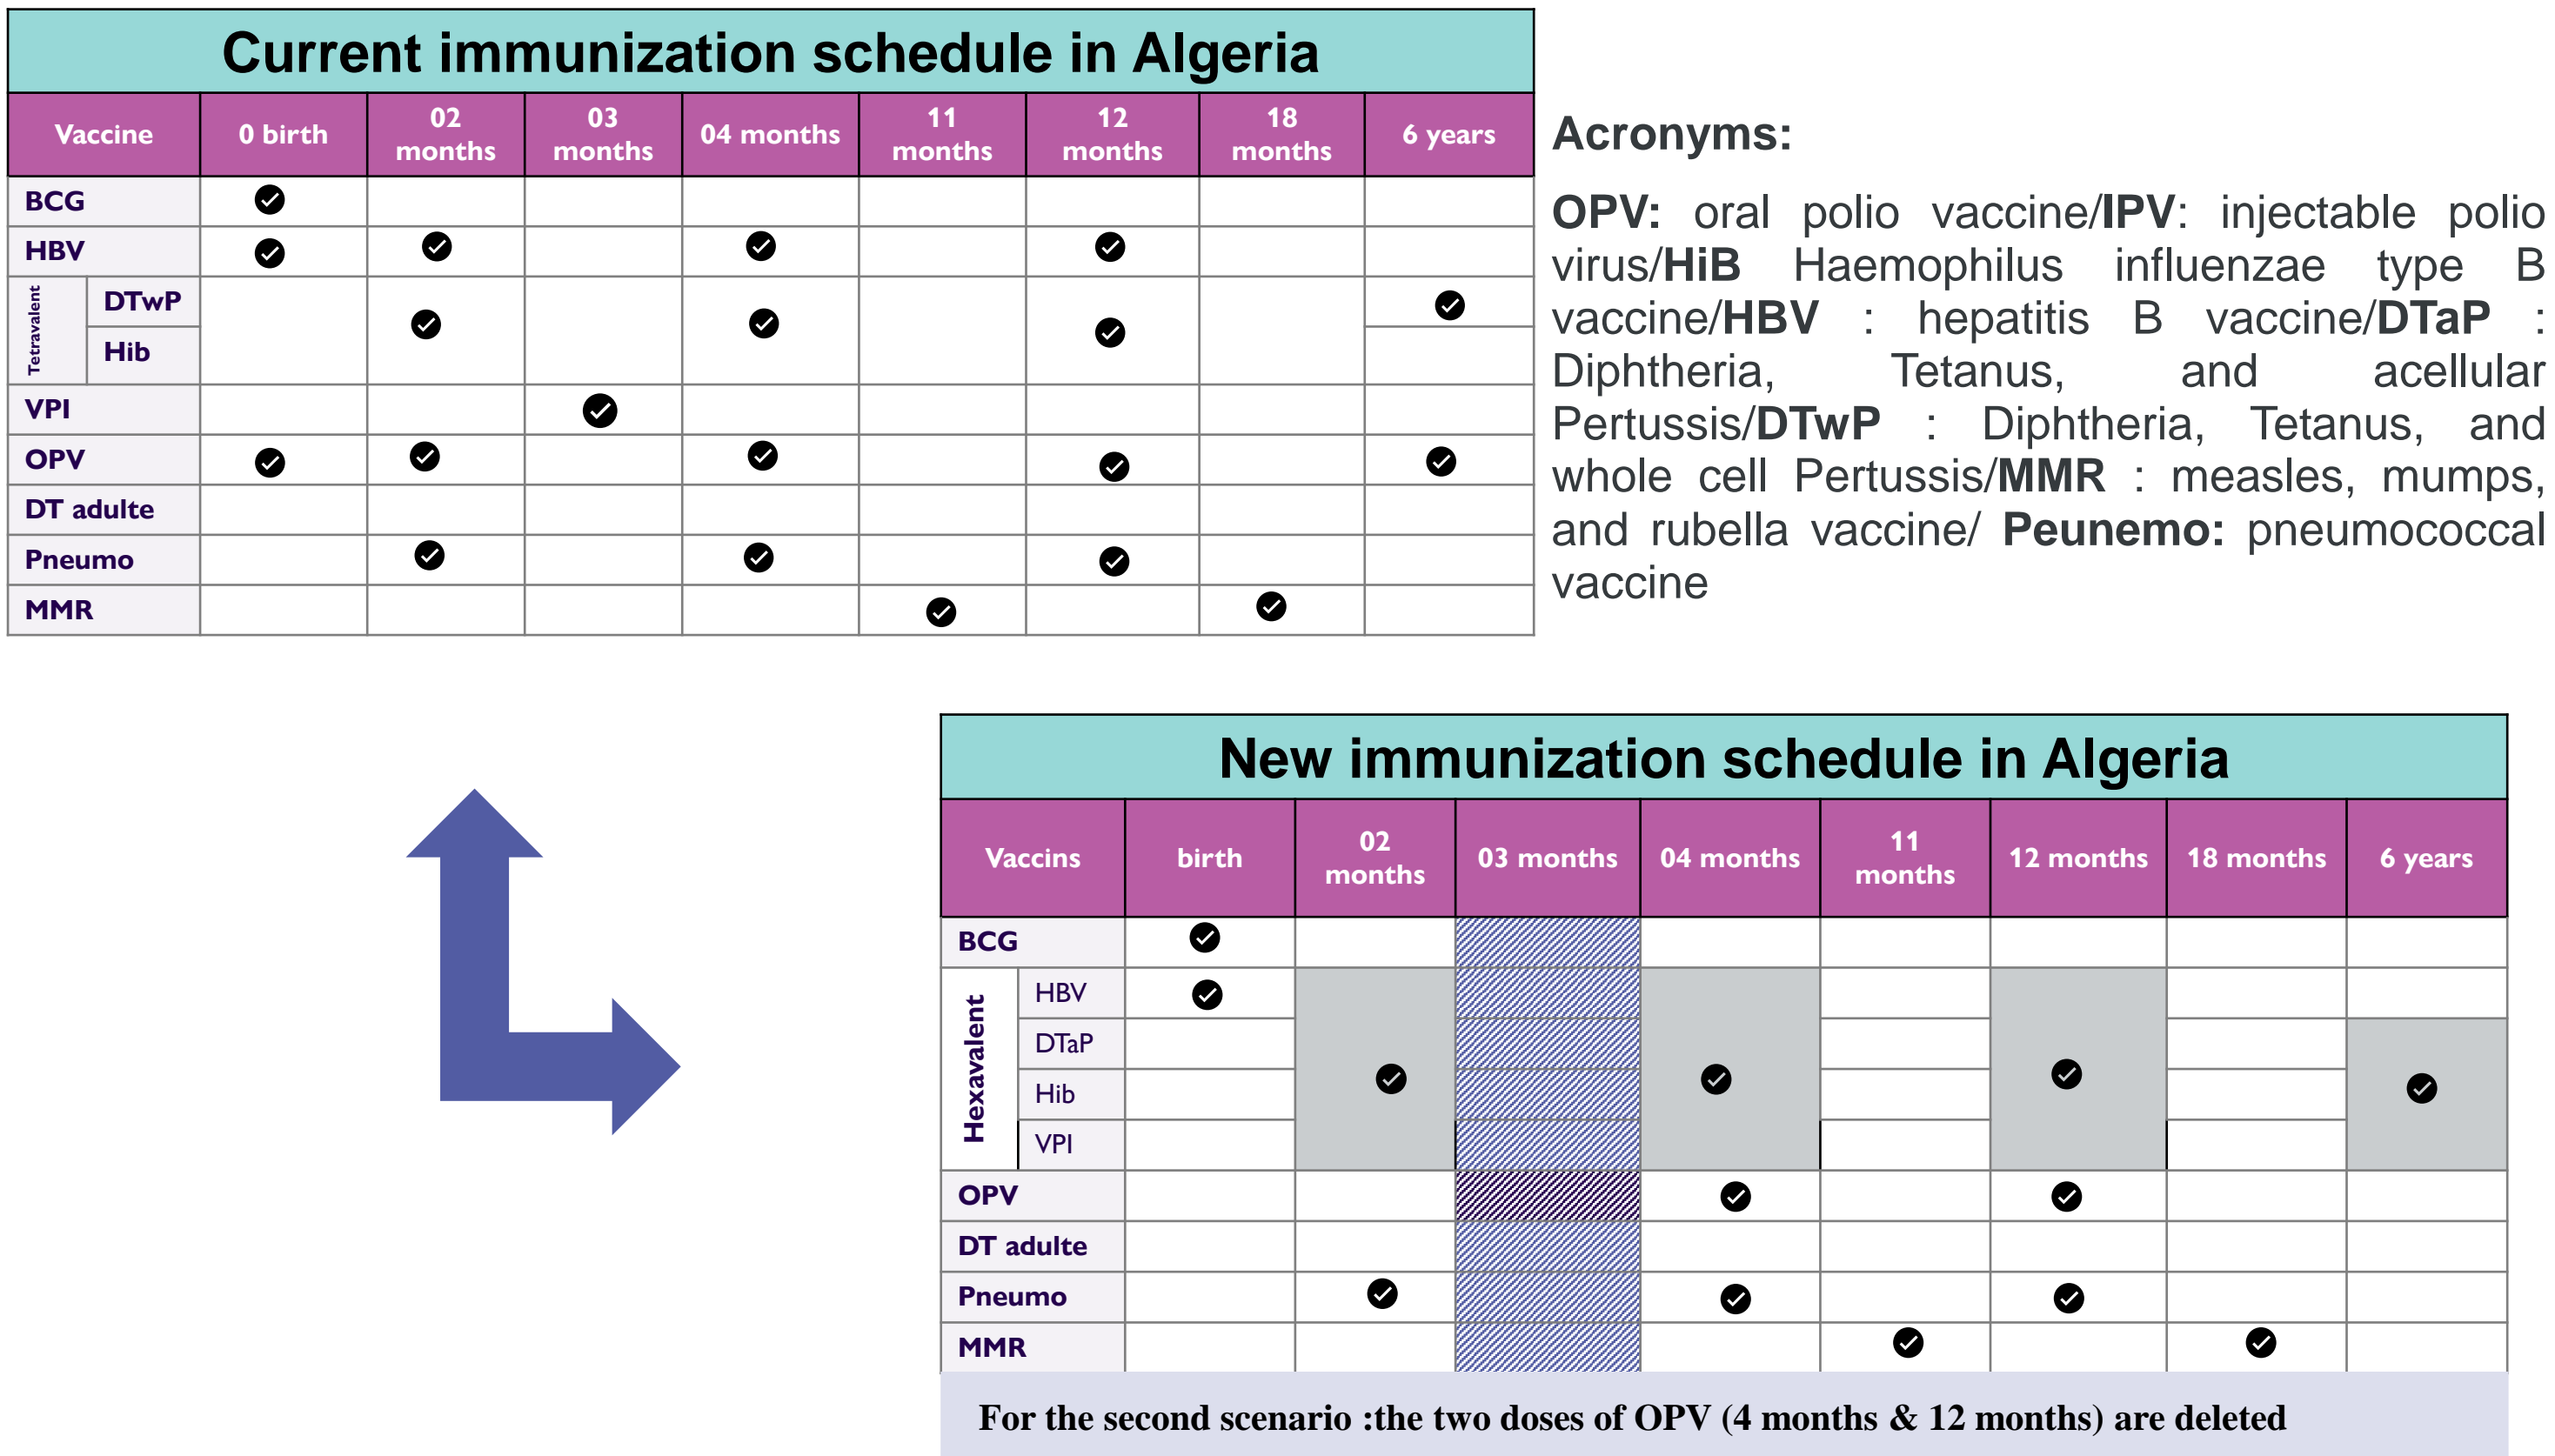 Current immunization schedule in Algeria
Vaccine 0 birth 02 months 03 months 04 months 11 months 12 months 18 months 6 years
BCG
HBV
Tetravalent
DTwP
Hib
VPI
OPV
DT adulte
Pneumo
MMR
Acronyms:
OPV: oral polio vaccine/IPV: injectable polio
virus/HiB Haemophilus influenzae type B
vaccine/HBV : hepatitis B vaccine/DTaP :
Diphtheria, Tetanus, and acellular
Pertussis/DTwP : Diphtheria, Tetanus, and
whole cell Pertussis/MMR : measles, mumps,
and rubella vaccine/ Peunemo: pneumococcal
vaccine
New immunization schedule in Algeria
Vaccins birth 02 months 03 months 04 months 11 months 12 months 18 months 6 years
BCG
Hexavalent
HBV
DTaP
Hib
VPI
OPV
DT adulte
Pneumo
MMR
For the second scenario :the two doses of OPV (4 months & 12 months) are deleted